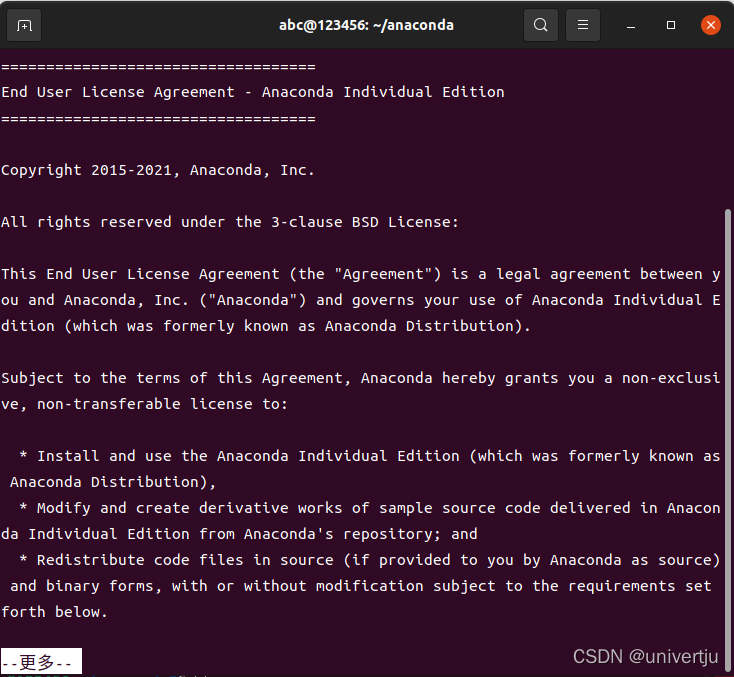 abc@123456: ~/anaconda
===================================
End User License Agreement - Anaconda Individual Edition
===================================
Copyright 2015-2021, Anaconda, Inc.
All rights reserved under the 3-clause BSD License:
This End User License Agreement (the "Agreement") is a legal agreement between y
ou and Anaconda, Inc. ("Anaconda") and governs your use of Anaconda Individual E
dition (which was formerly known as Anaconda Distribution).
Subject to the terms of this Agreement, Anaconda hereby grants you a non-exclusi
ve, non-transferable license to:
* Install and use the Anaconda Individual Edition (which was formerly known as
Anaconda Distribution),
* Modify and create derivative works of sample source code delivered in Anacon
da Individual Edition from Anaconda's repository; and
* Redistribute code files in source (if provided to you by Anaconda as source)
and binary forms, with or without modification subject to the requirements set
forth below.
--更多--
CSDN @univertju